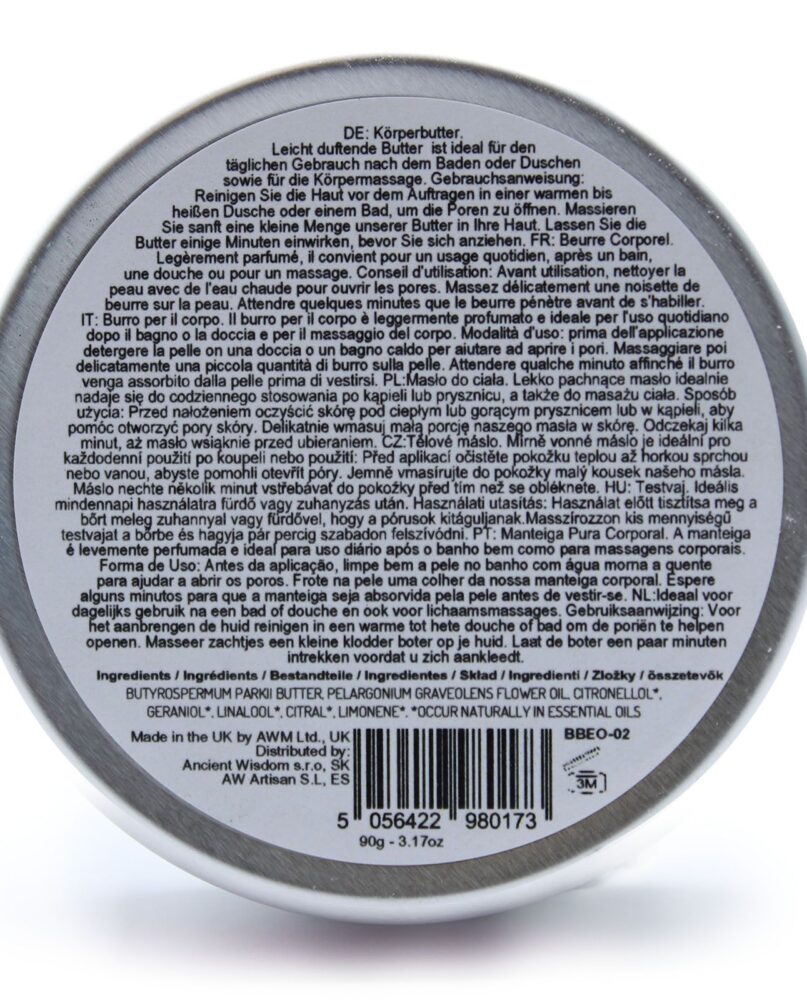 DE: Körperbutter.
Leicht duftende Butter ist ideal für den
täglichen Gebrauch nach dem Baden oder Duschen
sowie für die Körpermassage. Gebrauchsanweisung:
Reinigen Sie die Haut vor dem Auftragen in einer warmen bis
heißen Dusche oder einem Bad, um die Poren zu öffnen. Massieren
Sie sanft eine kleine Menge unserer Butter in Ihre Haut. Lassen Sie die
Butter einige Minuten einwirken, bevor Sie sich anziehen. FR: Beurre Corporel.
Legèrement parfumé, il convient pour un usage quotidien, après un bain,
une douche ou pour un massage. Conseil d'utilisation: Avant utilisation, nettoyer la
peau avec de l'eau chaude pour ouvrir les pores. Massez délicatement une noisette de
beurre sur la peau. Attendre quelques minutes que le beurre pénètre avant de s'habiller.
IT: Burro per il corpo. Il burro per il corpo è leggermente profumato e ideale per l'uso quotidiano
dopo il bagno o la doccia e per il massaggio del corpo. Modalità d'uso: prima dell'applicazione
detergere la pelle on una doccia o un bagno caldo per aiutare ad aprire i pori. Massaggiare poi
delicatamente una piccola quantità di burro sulla pelle. Attendere qualche minuto affinché il burro
venga assorbito dalla pelle prima di vestirsi. PL:Masło do ciała. Lekko pachnące masło idealnie
nadaje się do codziennego stosowania po kąpieli lub prysznicu, a także do masażu ciała. Sposób
użycia: Przed nałożeniem oczyścić skórę pod ciepłym lub gorącym prysznicem lub w kąpieli, aby
pomóc otworzyć pory skóry. Delikatnie wmasuj małą porcję naszego masła w skórę. Odczekaj kilka
minut, aż masło wsiąknie przed ubieraniem. CZ:Tělové máslo. Mírně vonné máslo je ideální pro
každodenní použití po koupeli nebo použití: Před aplikací očistěte pokožku teplou až horkou sprchou
nebo vanou, abyste pomohli otevřít póry. Jemně vmasírujte do pokožky malý kousek našeho másla.
Máslo nechte několik minut vstřebávat do pokožky před tím než se obléknete. HU: Testvaj. Ideális
mindennapi használatra fürdő vagy zuhanyzás után. Használati utasítás: Használat előtt tisztítsa meg a
bőrt meleg zuhannyal vagy fürdővel, hogy a pórusok kitáguljanak.Masszírozzon kis mennyiségű
testvajat a bőrbe és hagyja pár percig szabadon felszívódni. PT: Manteiga Pura Corporal. A manteiga
é levemente perfumada e ideal para uso diário após o banho bem como para massagens corporais.
Forma de Uso: Antes da aplicação, limpe bem a pele no banho com água morna a quente
para ajudar a abrir os poros. Frote na pele uma colher da nossa manteiga corporal. Espere
alguns minutos para que a manteiga seja absorvida pela pele antes de vestir-se. NL:Ideaal voor
dagelijks gebruik na een bad of douche en ook voor lichaamsmassages. Gebruiksaanwijzing: Voor
het aanbrengen de huid reinigen in een warme tot hete douche of bad om de poriën te helpen
openen. Masseer zachtjes een kleine klodder boter op je huid. Laat de boter een paar minuten
intrekken voordat u zich aankleedt.
Ingredients / Ingrédients / Bestandteile / Ingredientes / Skład / Ingredienti / Zložky / összetevők
BUTYROSPERMUM PARKII BUTTER, PELARGONIUM GRAVEOLENS FLOWER OIL, CITRONELLOL*,
GERANIOL*, LINALOOL*, CITRAL*, LIMONENE*. *OCCUR NATURALLY IN ESSENTIAL OILS
Made in the UK by AWM Ltd., UK
Distributed by:
Ancient Wisdom s.r.o, SK
AW Artisan S.L, ES
BBEO-02
3M
5 056422 980173
90g - 3.17oz